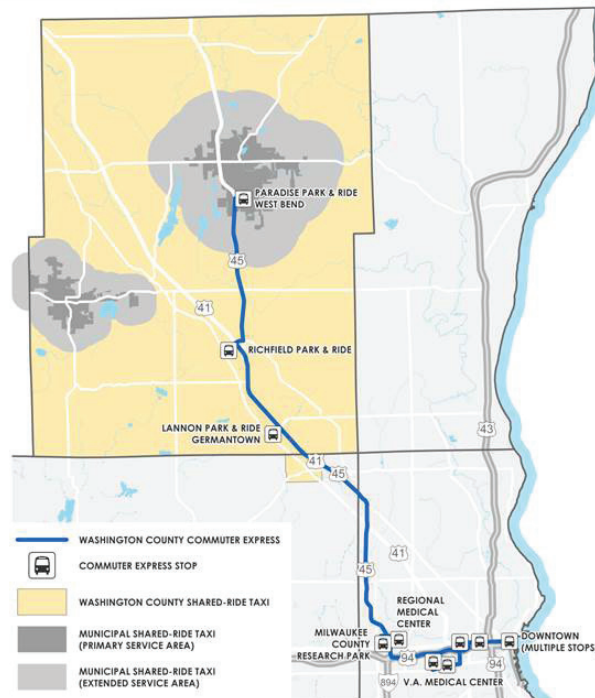 PARADISE PARK & RIDE
WEST BEND
45
41
RICHFIELD PARK & RIDE
LANNON PARK & RIDE
GERMANTOWN
43
41
45
WASHINGTON COUNTY COMMUTER EXPRESS
COMMUTER EXPRESS STOP
WASHINGTON COUNTY SHARED-RIDE TAXI
MUNICIPAL SHARED-RIDE TAXI
(PRIMARY SERVICE AREA)
MUNICIPAL SHARED-RIDE TAXI
(EXTENDED SERVICE AREA)
41
45
REGIONAL
MEDICAL
CENTER
MILWAUKEE
COUNTY
RESEARCH PARK
DOWNTOWN
(MULTIPLE STOPS
94
94
894
V.A. MEDICAL CENTER